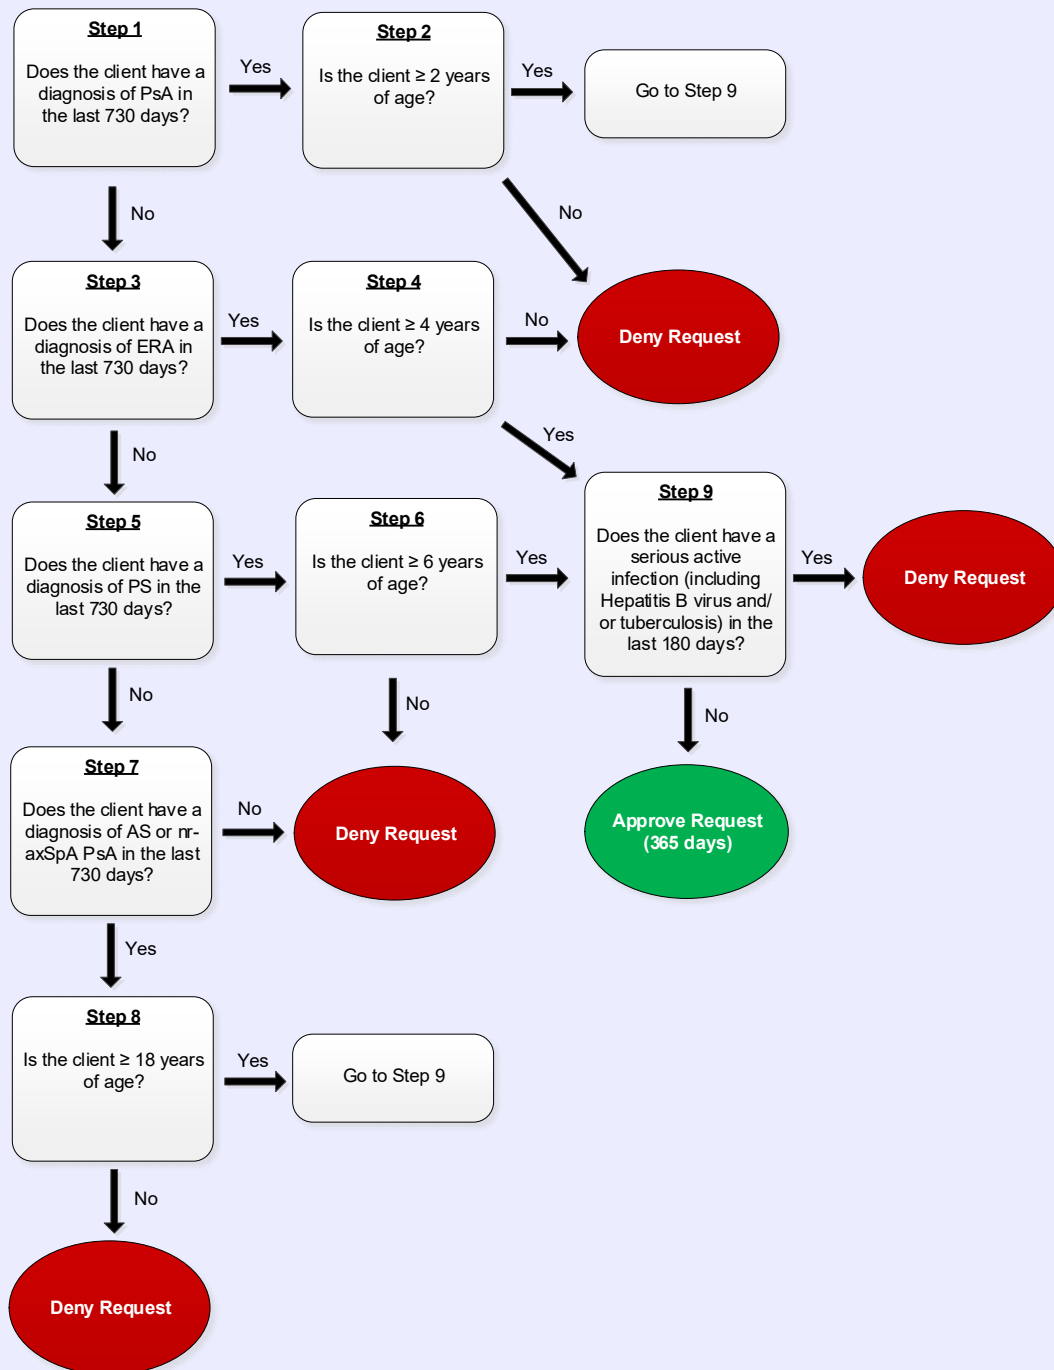 Step 1
Does the client have a
diagnosis of PsA in
the last 730 days?
Yes
Step 2
Is the client ≥ 2 years
of age?
Yes
Go to Step 9
No
No
Step 3
Does the client have a
diagnosis of ERA in
the last 730 days?
Yes
Step 4
Is the client ≥ 4 years
of age?
No
Deny Request
No
Yes
Step 5
Does the client have a
diagnosis of PS in the
last 730 days?
Yes
Step 6
Is the client ≥ 6 years
of age?
Yes
Step 9
Does the client have a
serious active
infection (including
Hepatitis B virus and/
or tuberculosis) in the
last 180 days?
Yes
Deny Request
No
No
No
Step 7
Does the client have a
diagnosis of AS or nr-
axSpA PsA in the last
730 days?
No
Deny Request
Approve Request
(365 days)
Yes
Step 8
Is the client ≥ 18 years
of age?
Yes
Go to Step 9
No
Deny Request